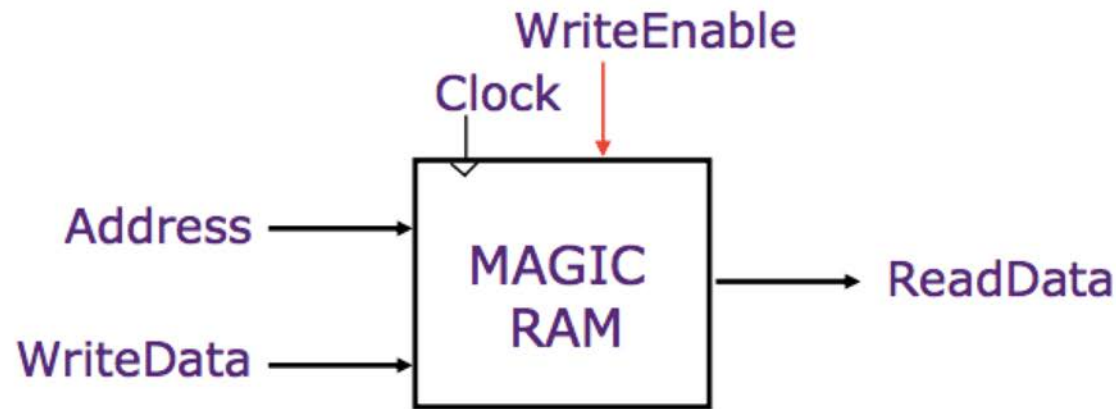 WriteEnable
Clock
Address
MAGIC
RAM
ReadData
WriteData